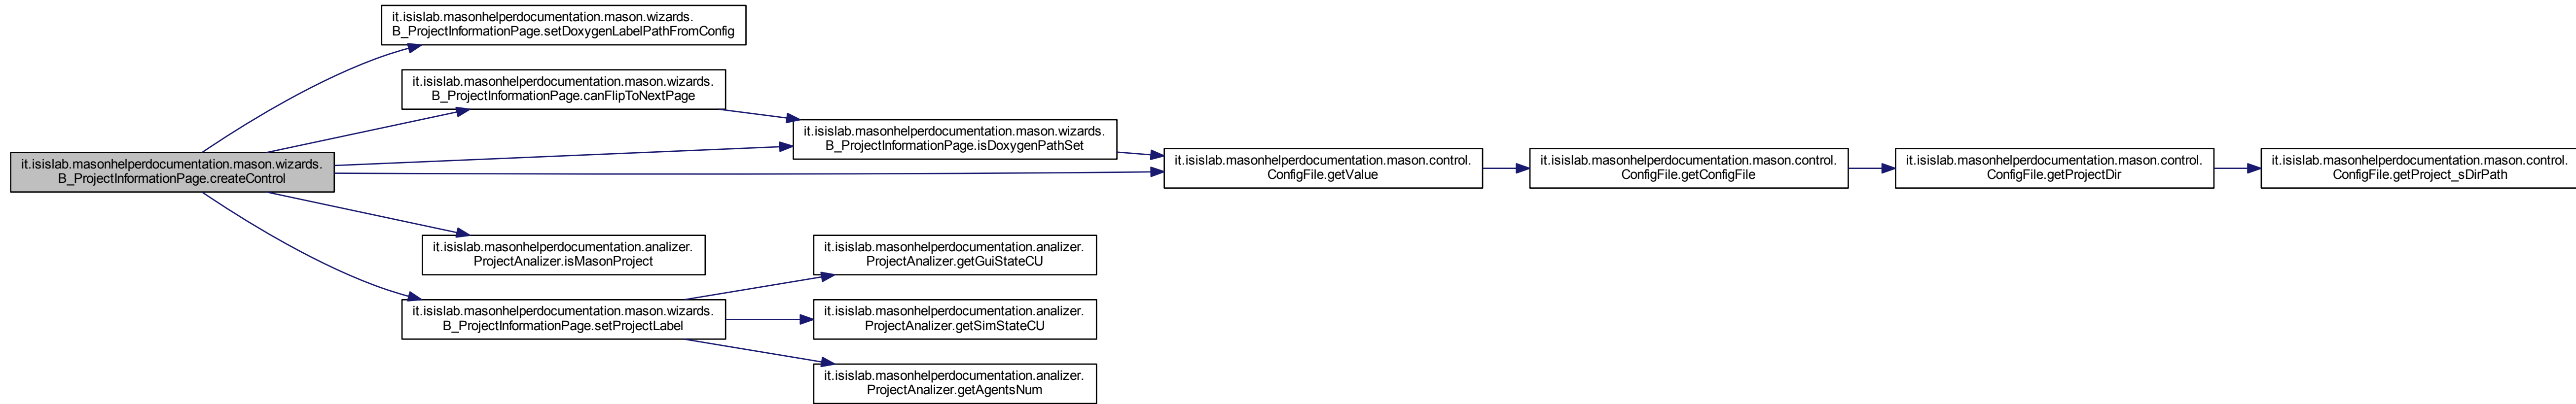 it.isislab.masonhelperdocumentation.mason.wizards.
B_ProjectInformationPage.setDoxygenLabelPathFromConfig
it.isislab.masonhelperdocumentation.mason.wizards.
B_ProjectInformationPage.canFlipToNextPage
it.isislab.masonhelperdocumentation.mason.wizards.
B_ProjectInformationPage.isDoxygenPathSet
it.isislab.masonhelperdocumentation.mason.wizards.
B_ProjectInformationPage.createControl
it.isislab.masonhelperdocumentation.mason.control.
ConfigFile.getValue
it.isislab.masonhelperdocumentation.mason.control.
ConfigFile.getConfigFile
it.isislab.masonhelperdocumentation.mason.control.
ConfigFile.getProjectDir
it.isislab.masonhelperdocumentation.mason.control.
ConfigFile.getProject_sDirPath
it.isislab.masonhelperdocumentation.analizer.
ProjectAnalizer.isMasonProject
it.isislab.masonhelperdocumentation.analizer.
ProjectAnalizer.getGuiStateCU
it.isislab.masonhelperdocumentation.mason.wizards.
B_ProjectInformationPage.setProjectLabel
it.isislab.masonhelperdocumentation.analizer.
ProjectAnalizer.getSimStateCU
it.isislab.masonhelperdocumentation.analizer.
ProjectAnalizer.getAgentsNum